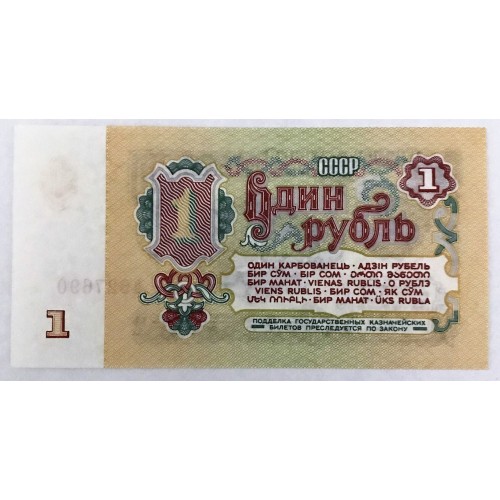 СССР
1
1
Один
рубль
ОДИН КАРБОВАНЕЦЬ · АДЗІН РУБЕЛЬ
БИР СЎМ · БІР СОМ · ᲔᲠᲗᲘ ᲛᲐᲜᲔᲗᲘ
БИР МАНАТ · VIENAS RUBLIS · О РУБЛЭ
VIENS RUBLIS · БИР СОМ · ЯК СЎМ
ՄԵԿ ՌՈՒԲԼԻ · БИР МАНАТ · ÜKS RUBLA
1
ПОДДЕЛКА ГОСУДАРСТВЕННЫХ КАЗНАЧЕЙСКИХ
БИЛЕТОВ ПРЕСЛЕДУЕТСЯ ПО ЗАКОНУ